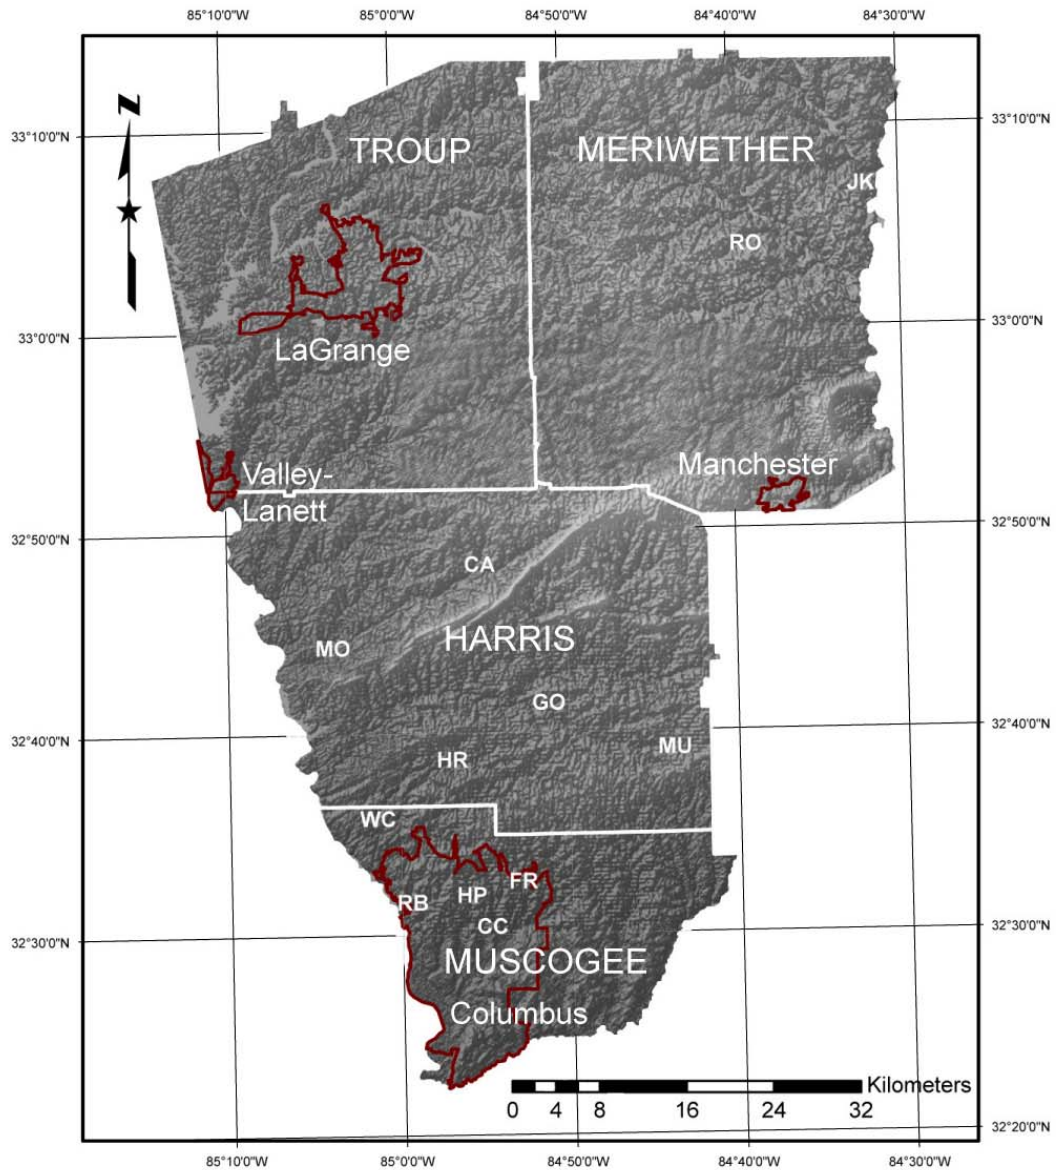 85°10'0"W 85°0'0"W 84°50'0"W 84°40'0"W 84°30'0"W
33°10'0"N 33°10'0"N
N
TROUP MERIWETHER
JK
RO
33°0'0"N 33°0'0"N
LaGrange
Manchester
Valley-
Lanett
32°50'0"N 32°50'0"N
CA
HARRIS
MO
GO
32°40'0"N 32°40'0"N
MU
HR
WC
FR
HP
RB
CC
32°30'0"N 32°30'0"N
MUSCOGEE
Columbus
Kilometers
0 4 8 16 24 32
32°20'0"N
85°10'0"W 85°0'0"W 84°50'0"W 84°40'0"W 84°30'0"W